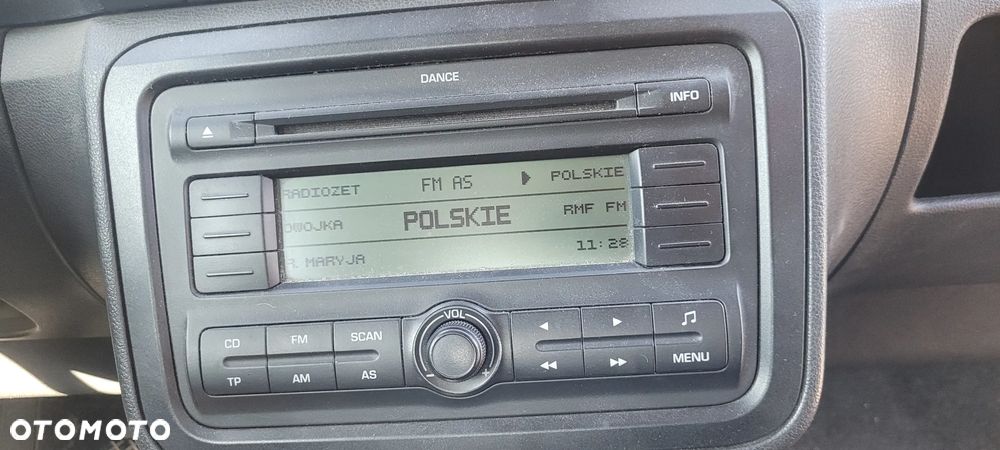 DANCE
INFO
RADIOZET FM AS POLSKIE
DWOJKA POLSKIE RMF FM
R. MARYJA 11:28
CD FM SCAN VOL
TP AM AS - + MENU
OTOMOTO